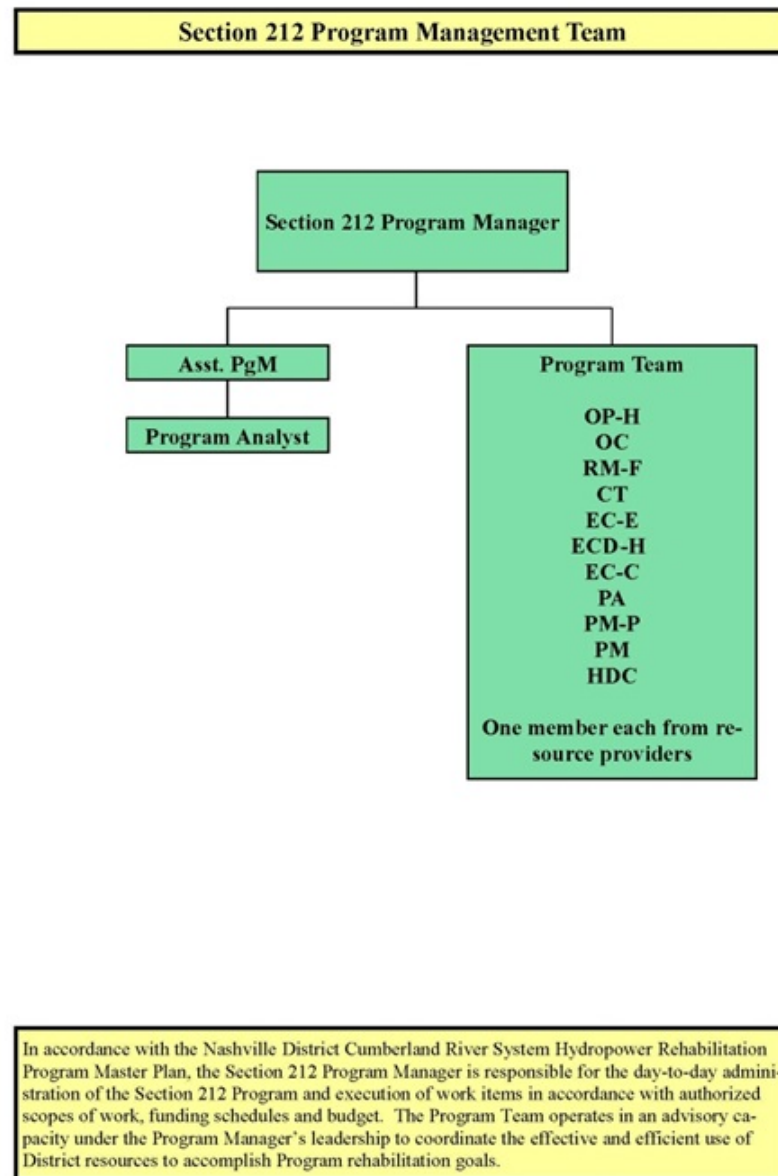 Section 212 Program Management Team
Section 212 Program Manager
Asst. PgM
Program Analyst
Program Team
OP-H
OC
RM-F
CT
EC-E
ECD-H
EC-C
PA
PM-P
PM
HDC
One member each from re-
source providers
In accordance with the Nashville District Cumberland River System Hydropower Rehabilitation
Program Master Plan, the Section 212 Program Manager is responsible for the day-to-day admini-
stration of the Section 212 Program and execution of work items in accordance with authorized
scopes of work, funding schedules and budget.  The Program Team operates in an advisory ca-
pacity under the Program Manager`s leadership to coordinate the effective and efficient use of
District resources to accomplish Program rehabilitation goals.